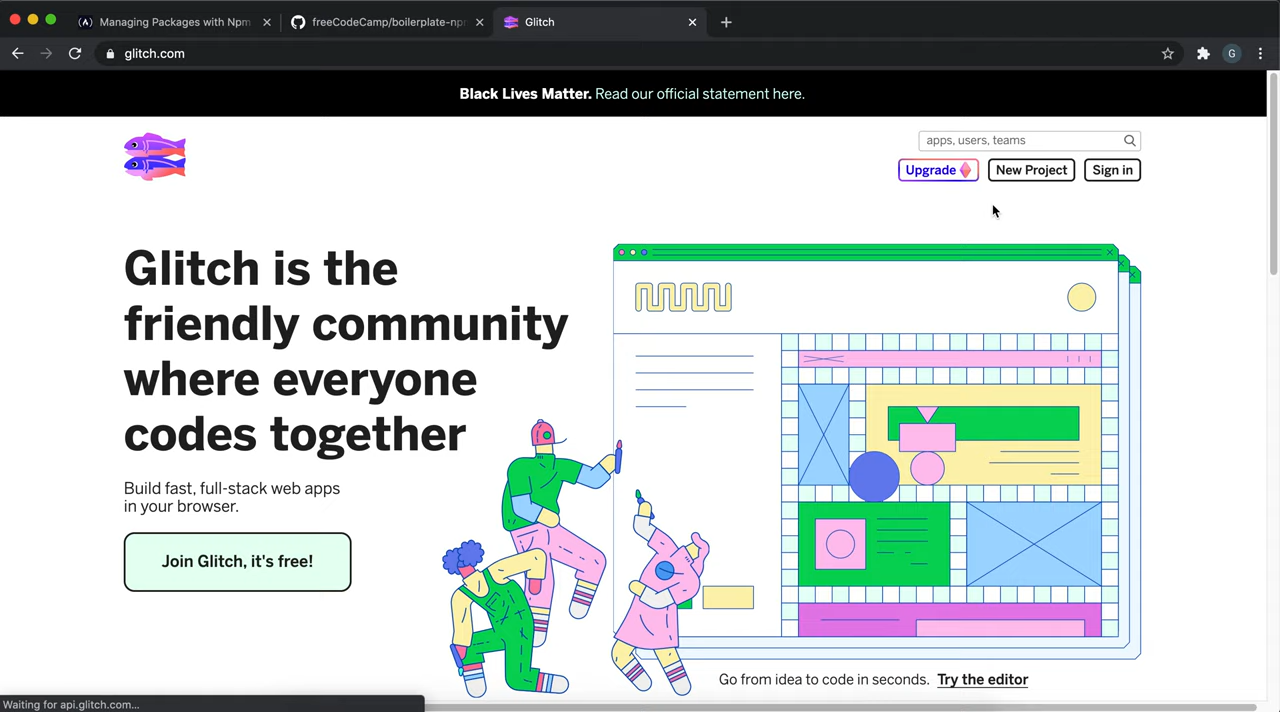 Managing Packages with Npm
freeCodeCamp/boilerplate-npm
Glitch
glitch.com
G
Black Lives Matter. Read our official statement here.
apps, users, teams
Upgrade
New Project
Sign in
Glitch is the
friendly community
where everyone
codes together
Build fast, full-stack web apps
in your browser.
Join Glitch, it's free!
Go from idea to code in seconds. Try the editor
Waiting for api.glitch.com...